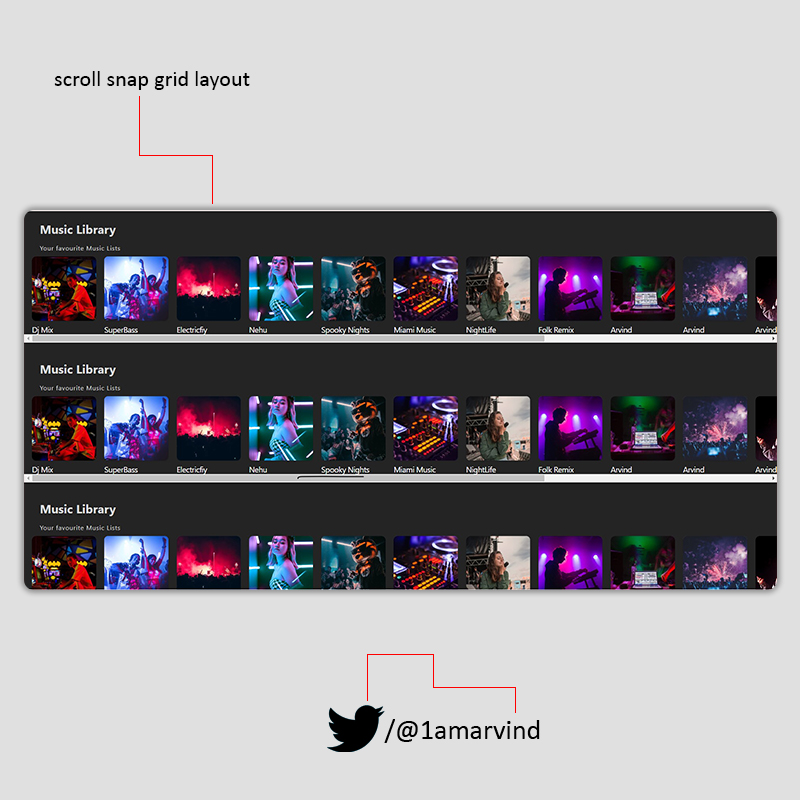 scroll snap grid layout
Music Library
Your favourite Music Lists
Dj Mix SuperBass Electricfiy Nehu Spooky Nights Miami Music NightLife Folk Remix Arvind Arvind Arvind
Music Library
Your favourite Music Lists
Dj Mix SuperBass Electricfiy Nehu Spooky Nights Miami Music NightLife Folk Remix Arvind Arvind Arvind
Music Library
Your favourite Music Lists
/@1amarvind